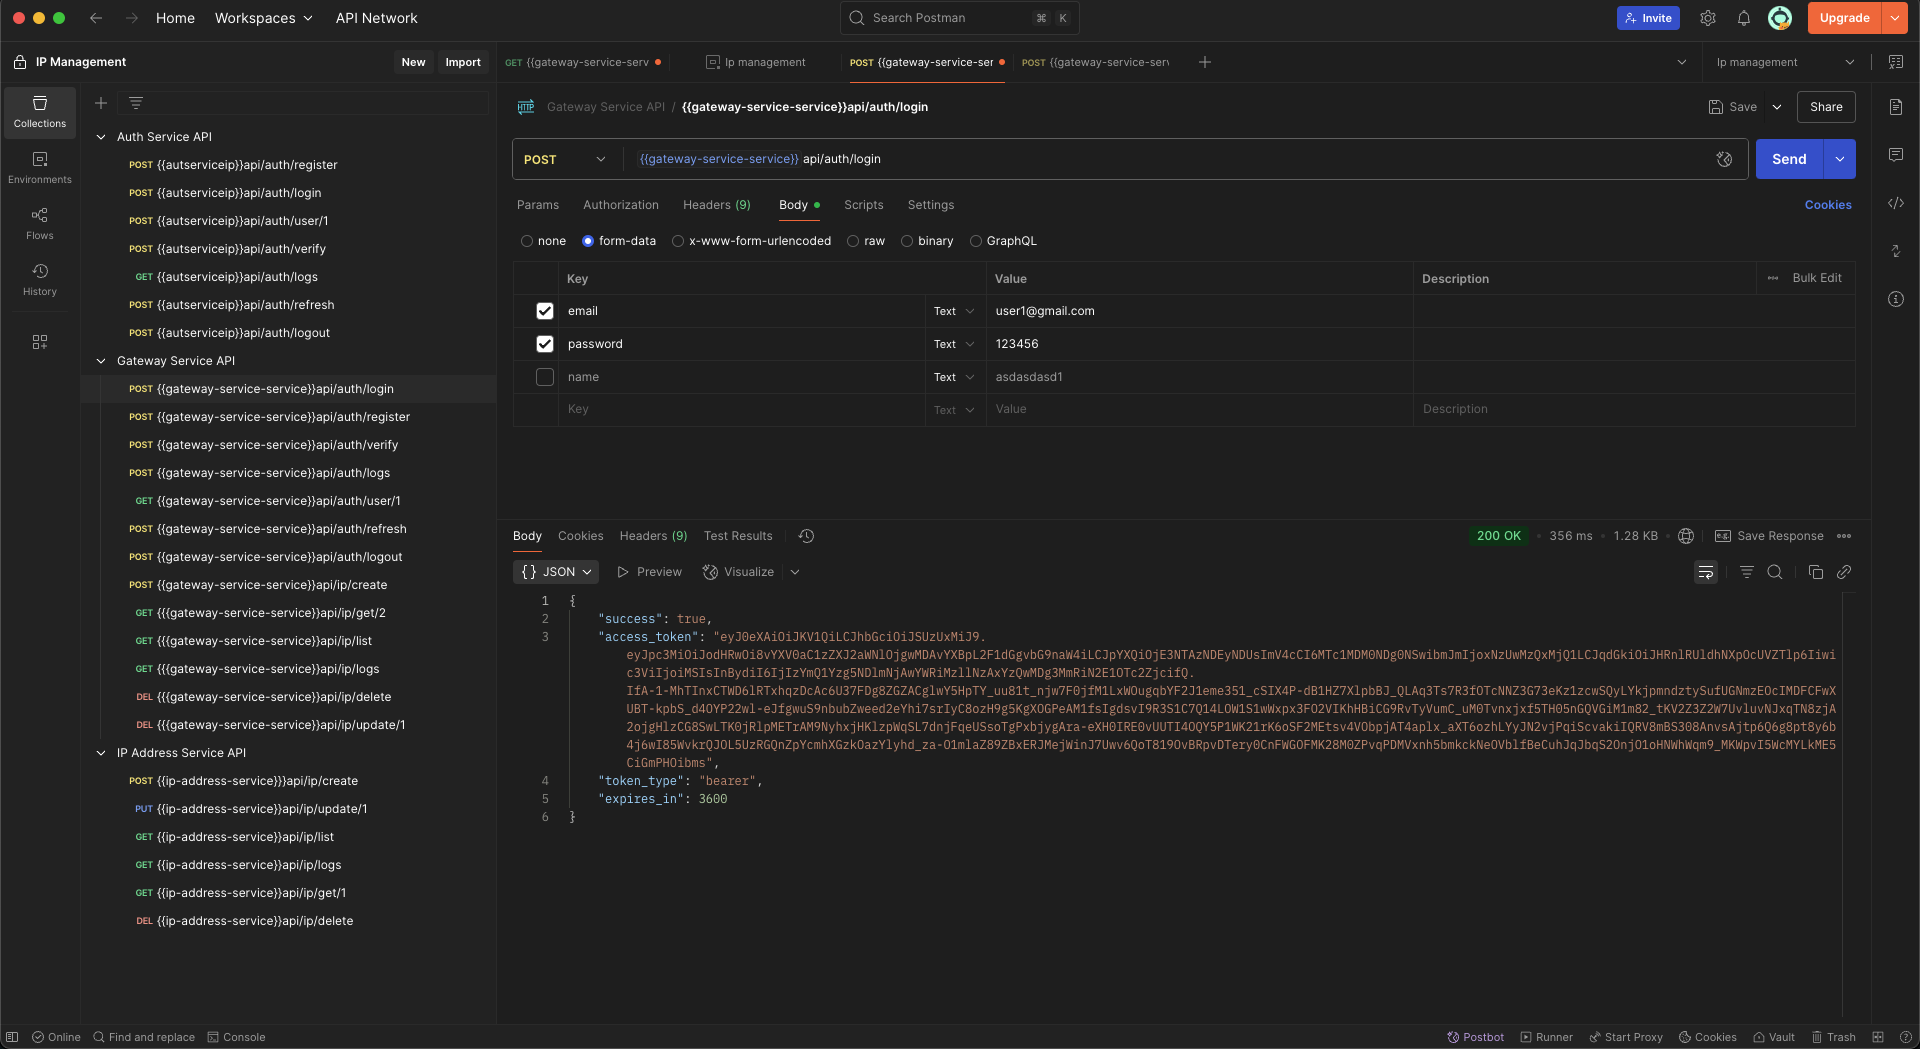 Home Workspaces API Network Search Postman ⌘ K Invite Upgrade
IP Management New Import
GET {{gateway-service-serv Ip management POST {{gateway-service-ser POST {{gateway-service-serv Ip management
Collections
Environments
Flows
History
Auth Service API
POST {{autserviceip}}api/auth/register
POST {{autserviceip}}api/auth/login
POST {{autserviceip}}api/auth/user/1
POST {{autserviceip}}api/auth/verify
GET {{autserviceip}}api/auth/logs
POST {{autserviceip}}api/auth/refresh
POST {{autserviceip}}api/auth/logout
Gateway Service API
POST {{gateway-service-service}}api/auth/login
POST {{gateway-service-service}}api/auth/register
POST {{gateway-service-service}}api/auth/verify
POST {{gateway-service-service}}api/auth/logs
GET {{gateway-service-service}}api/auth/user/1
POST {{gateway-service-service}}api/auth/refresh
POST {{gateway-service-service}}api/auth/logout
POST {{gateway-service-service}}api/ip/create
GET {{{gateway-service-service}}api/ip/get/2
GET {{{gateway-service-service}}api/ip/list
GET {{{gateway-service-service}}api/ip/logs
DEL {{gateway-service-service}}api/ip/delete
DEL {{gateway-service-service}}api/ip/update/1
IP Address Service API
POST {{ip-address-service}}}api/ip/create
PUT {{ip-address-service}}api/ip/update/1
GET {{ip-address-service}}api/ip/list
GET {{ip-address-service}}api/ip/logs
GET {{ip-address-service}}api/ip/get/1
DEL {{ip-address-service}}api/ip/delete
HTTP Gateway Service API / {{gateway-service-service}}api/auth/login Save Share
POST {{gateway-service-service}} api/auth/login Send
Params Authorization Headers (9) Body Scripts Settings Cookies
none form-data x-www-form-urlencoded raw binary GraphQL
Key Value Description Bulk Edit
email Text user1@gmail.com
password Text 123456
name Text asdasdasd1
Key Text Value Description
Body Cookies Headers (9) Test Results 200 OK 356 ms 1.28 KB Save Response
{} JSON Preview Visualize
1 {
2 "success": true,
3 "access_token": "eyJ0eXAiOiJKV1QiLCJhbGciOiJSUzUxMiJ9.
4 "token_type": "bearer",
5 "expires_in": 3600
6 }
Online Find and replace Console Postbot Runner Start Proxy Cookies Vault Trash